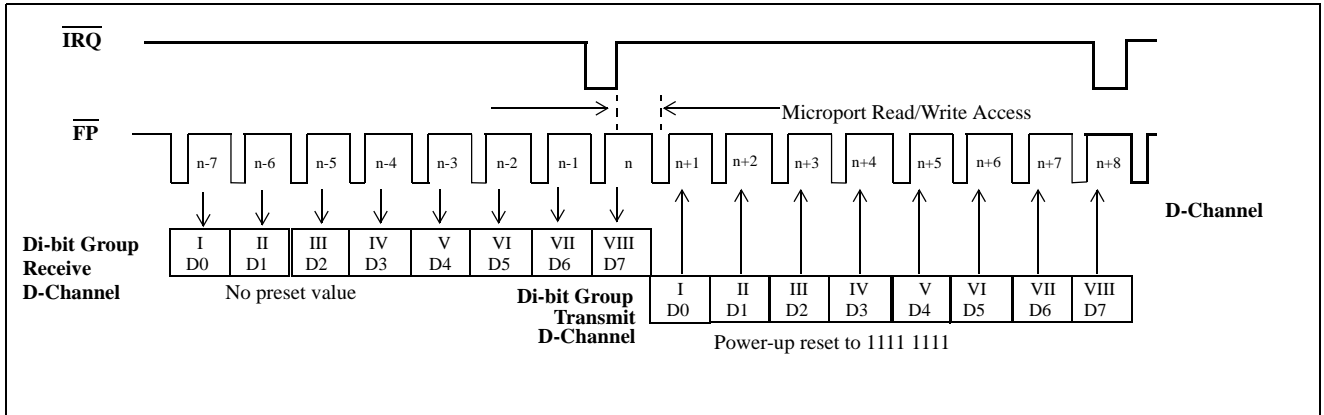 IRQ
Microport Read/Write Access
FP
n-7 n-6 n-5 n-4 n-3 n-2 n-1 n n+1 n+2 n+3 n+4 n+5 n+6 n+7 n+8
D-Channel
Di-bit Group
Receive
D-Channel
I II III IV V VI VII VIII
D0 D1 D2 D3 D4 D5 D6 D7
No preset value
Di-bit Group
Transmit
D-Channel
I II III IV V VI VII VIII
D0 D1 D2 D3 D4 D5 D6 D7
Power-up reset to 1111 1111